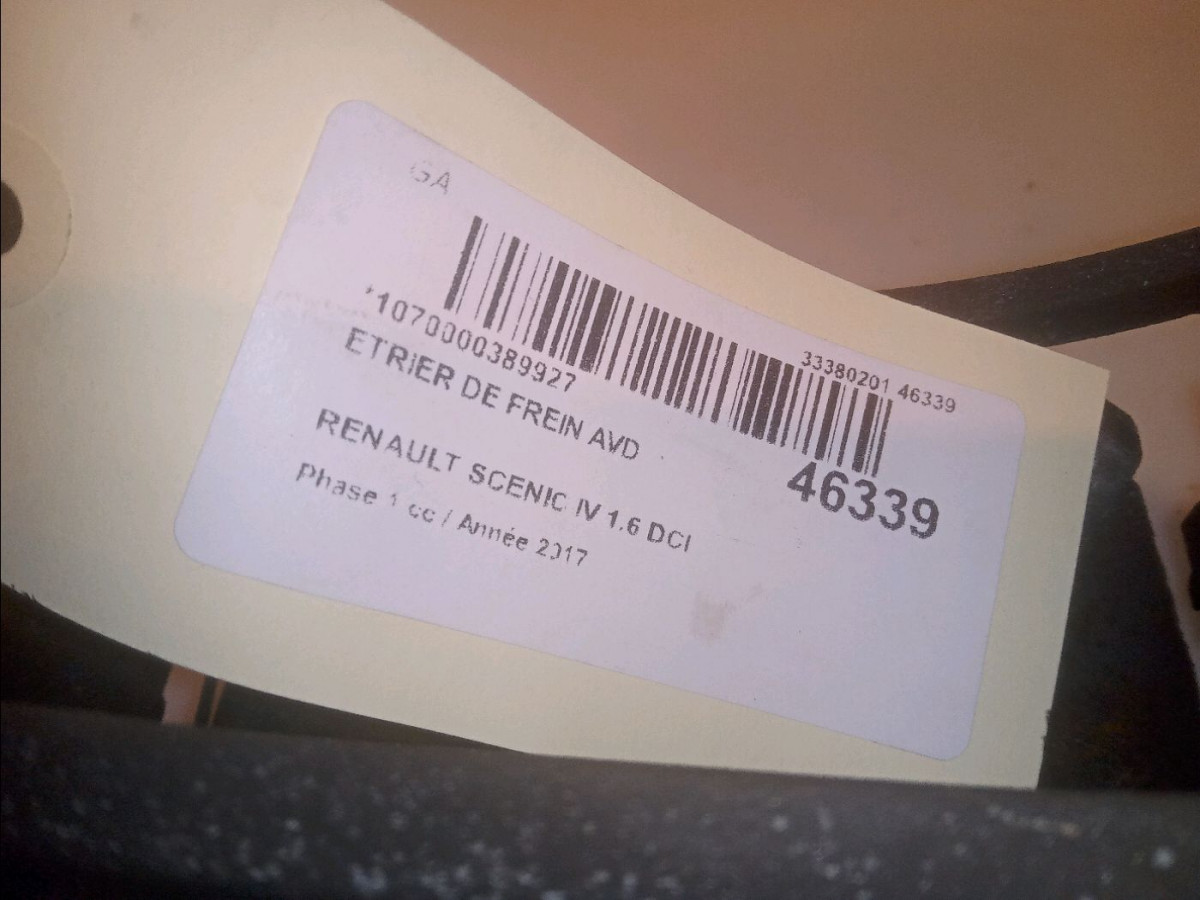 GA
33380201 46339
*1070000389927
ETRIER DE FREIN AVD
46339
RENAULT SCENIC IV 1.6 DCI
Phase 1 cc / Année 2017